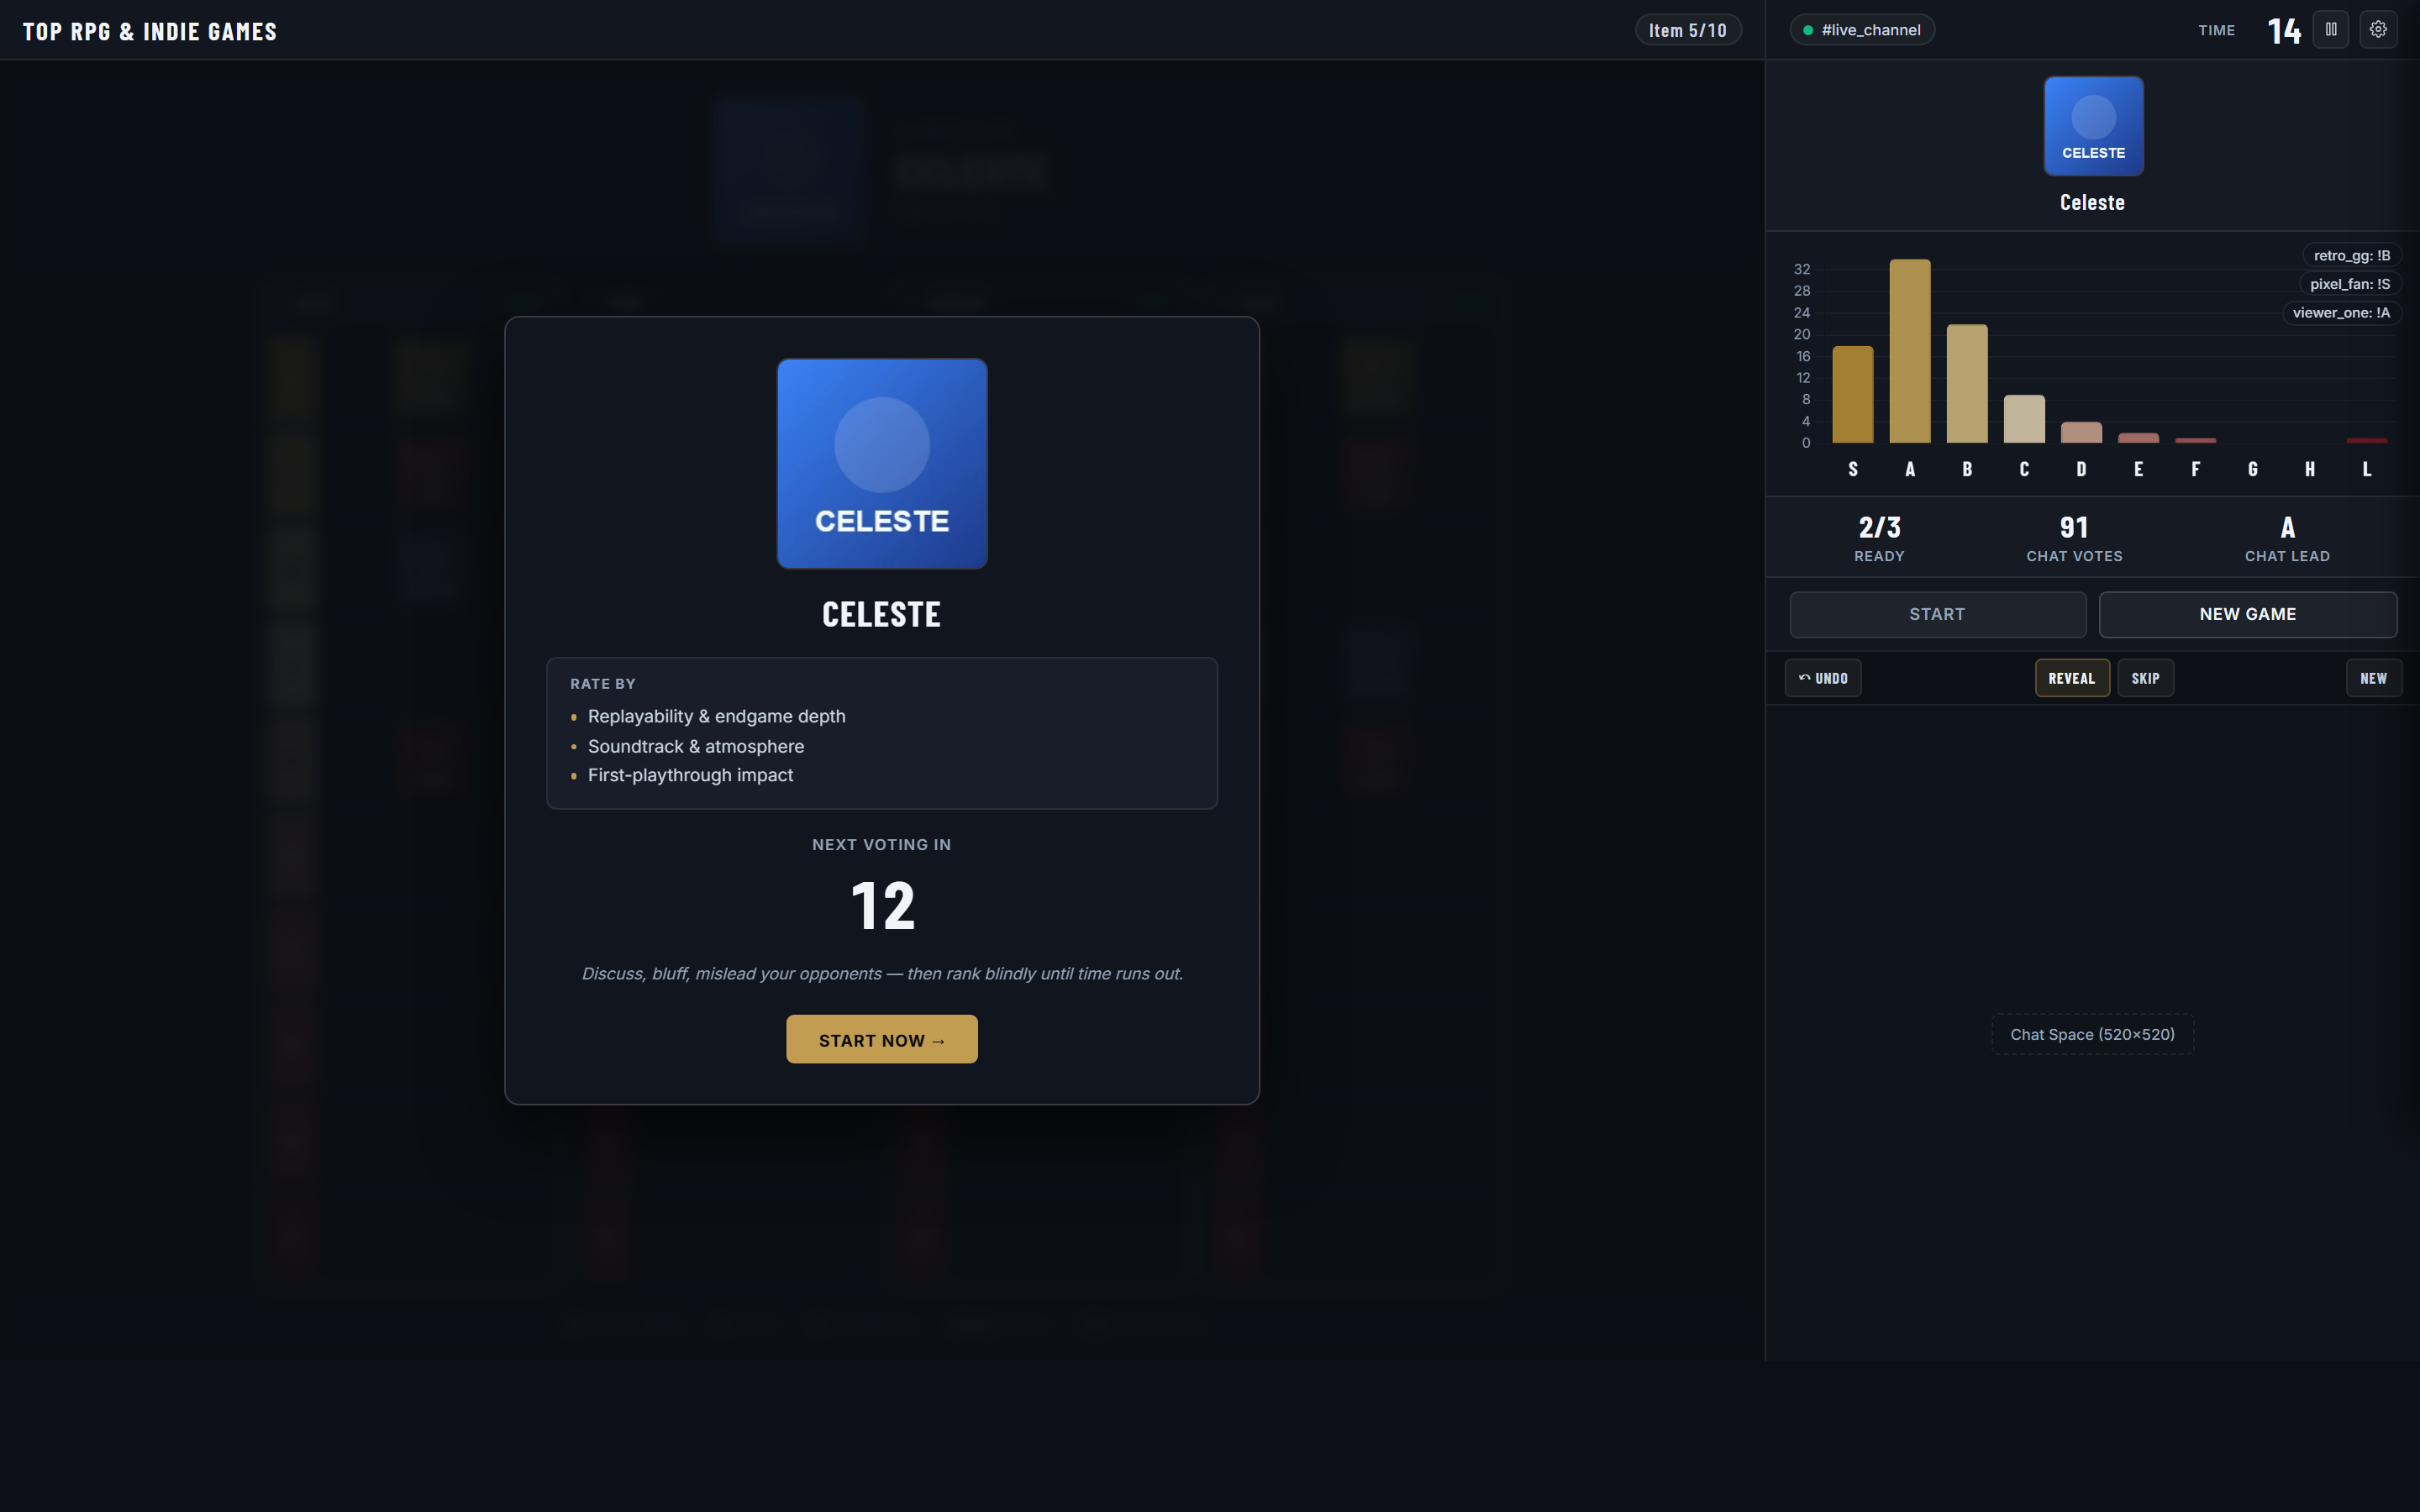 TOP RPG & INDIE GAMES
Item 5/10
#live_channel
TIME
14
CELESTE
Celeste
retro_gg: !B
pixel_fan: !S
viewer_one: !A
32
28
24
20
16
12
8
4
0
S A B C D E F G H L
2/3
READY
91
CHAT VOTES
A
CHAT LEAD
START
NEW GAME
UNDO
REVEAL
SKIP
NEW
Chat Space (520×520)
CELESTE
CELESTE
RATE BY
• Replayability & endgame depth
• Soundtrack & atmosphere
• First-playthrough impact
NEXT VOTING IN
12
Discuss, bluff, mislead your opponents — then rank blindly until time runs out.
START NOW →